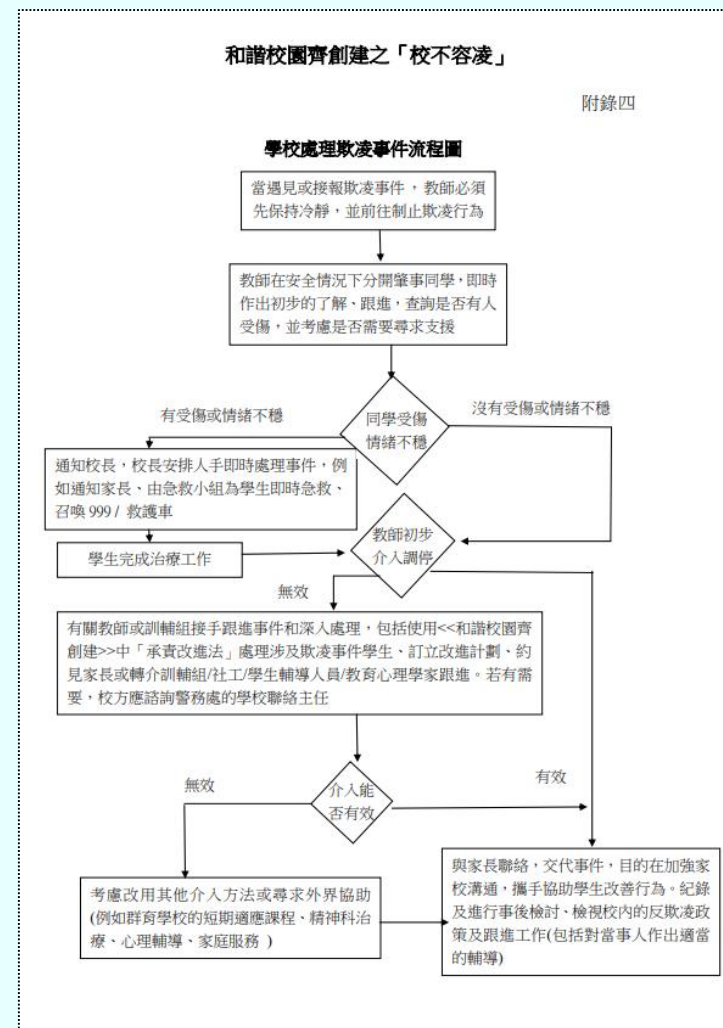 和諧校園齊創建之「校不容凌」
附錄四
學校處理欺凌事件流程圖
當遇見或接報欺凌事件，教師必須
先保持冷靜，並前往制止欺凌行為
教師在安全情況下分開肇事同學，即時
作出初步的了解、跟進，查詢是否有人
受傷，並考慮是否需要尋求支援
同學受傷
情緒不穩
有受傷或情緒不穩
沒有受傷或情緒不穩
通知校長，校長安排人手即時處理事件，例
如通知家長、由急救小組為學生即時急救、
召喚 999 / 救護車
學生完成治療工作
教師初步
介入調停
無效
有關教師或訓輔組接手跟進事件和深入處理，包括使用<<和諧校園齊
創建>>中「承責改進法」處理涉及欺凌事件學生、訂立改進計劃、約
見家長或轉介訓輔組/社工/學生輔導人員/教育心理學家跟進。若有需
要，校方應諮詢警務處的學校聯絡主任
介入能
否有效
無效
有效
考慮改用其他介入方法或尋求外界協助
(例如群育學校的短期適應課程、精神科治
療、心理輔導、家庭服務 )
與家長聯絡，交代事件，目的在加強家
校溝通，攜手協助學生改善行為。紀錄
及進行事後檢討、檢視校內的反欺凌政
策及跟進工作(包括對當事人作出適當
的輔導)